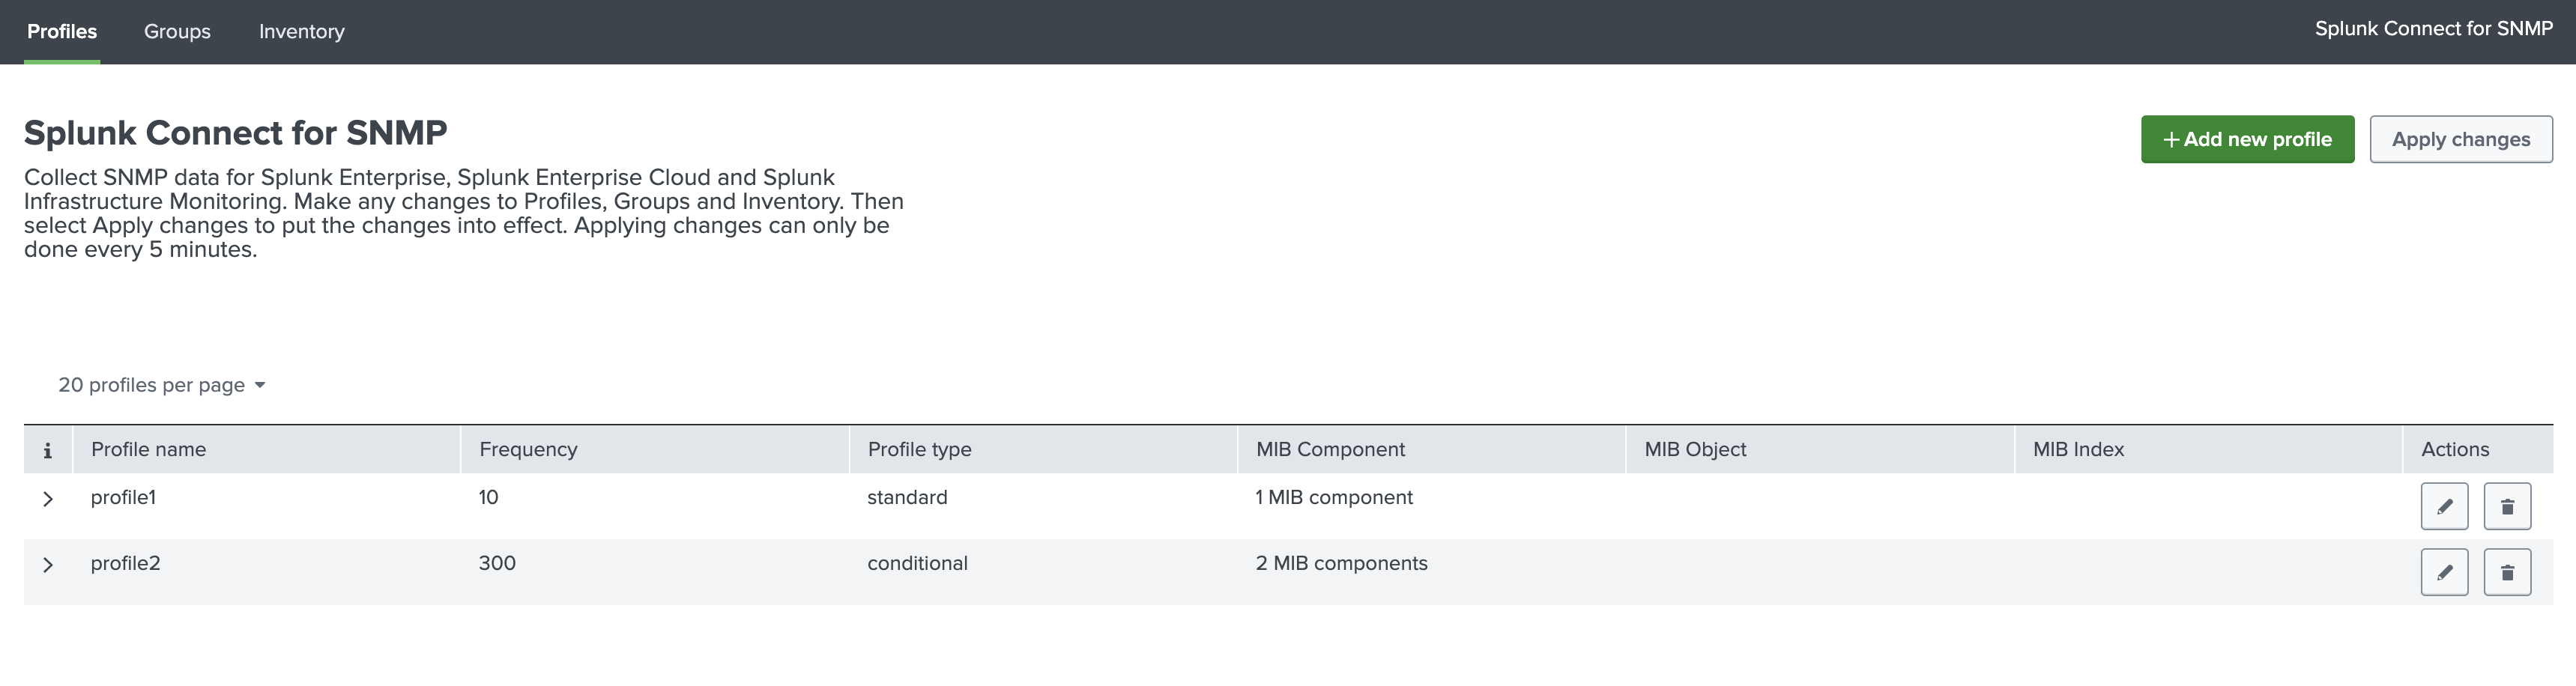 Profiles Groups Inventory Splunk Connect for SNMP
Splunk Connect for SNMP
+ Add new profile Apply changes
Collect SNMP data for Splunk Enterprise, Splunk Enterprise Cloud and Splunk
Infrastructure Monitoring. Make any changes to Profiles, Groups and Inventory. Then
select Apply changes to put the changes into effect. Applying changes can only be
done every 5 minutes.
20 profiles per page
i Profile name Frequency Profile type MIB Component MIB Object MIB Index Actions
profile1 10 standard 1 MIB component
profile2 300 conditional 2 MIB components